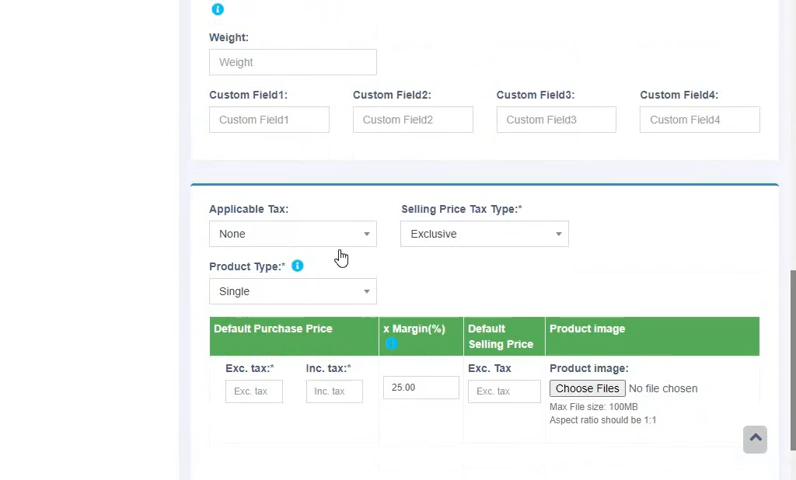 Weight:
Weight
Custom Field1: Custom Field2: Custom Field3: Custom Field4:
Custom Field1 Custom Field2 Custom Field3 Custom Field4
Applicable Tax: Selling Price Tax Type:*
None Exclusive
Product Type:*
Single
Default Purchase Price x Margin(%) Default Selling Price Product image
Exc. tax:* Inc. tax:* Exc. Tax Product image:
Exc. tax Inc. tax 25.00 Exc. tax Choose Files No file chosen
Max File size: 100MB
Aspect ratio should be 1:1